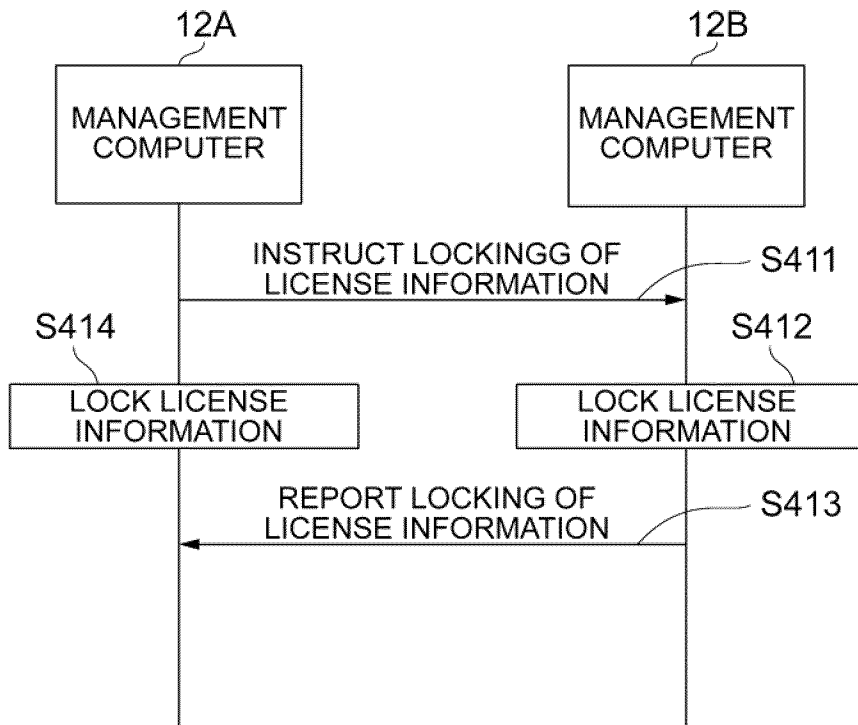 12A
12B
MANAGEMENT
COMPUTER
MANAGEMENT
COMPUTER
INSTRUCT LOCKINGG OF
LICENSE INFORMATION
S411
S414
S412
LOCK LICENSE
INFORMATION
LOCK LICENSE
INFORMATION
REPORT LOCKING OF
LICENSE INFORMATION
S413